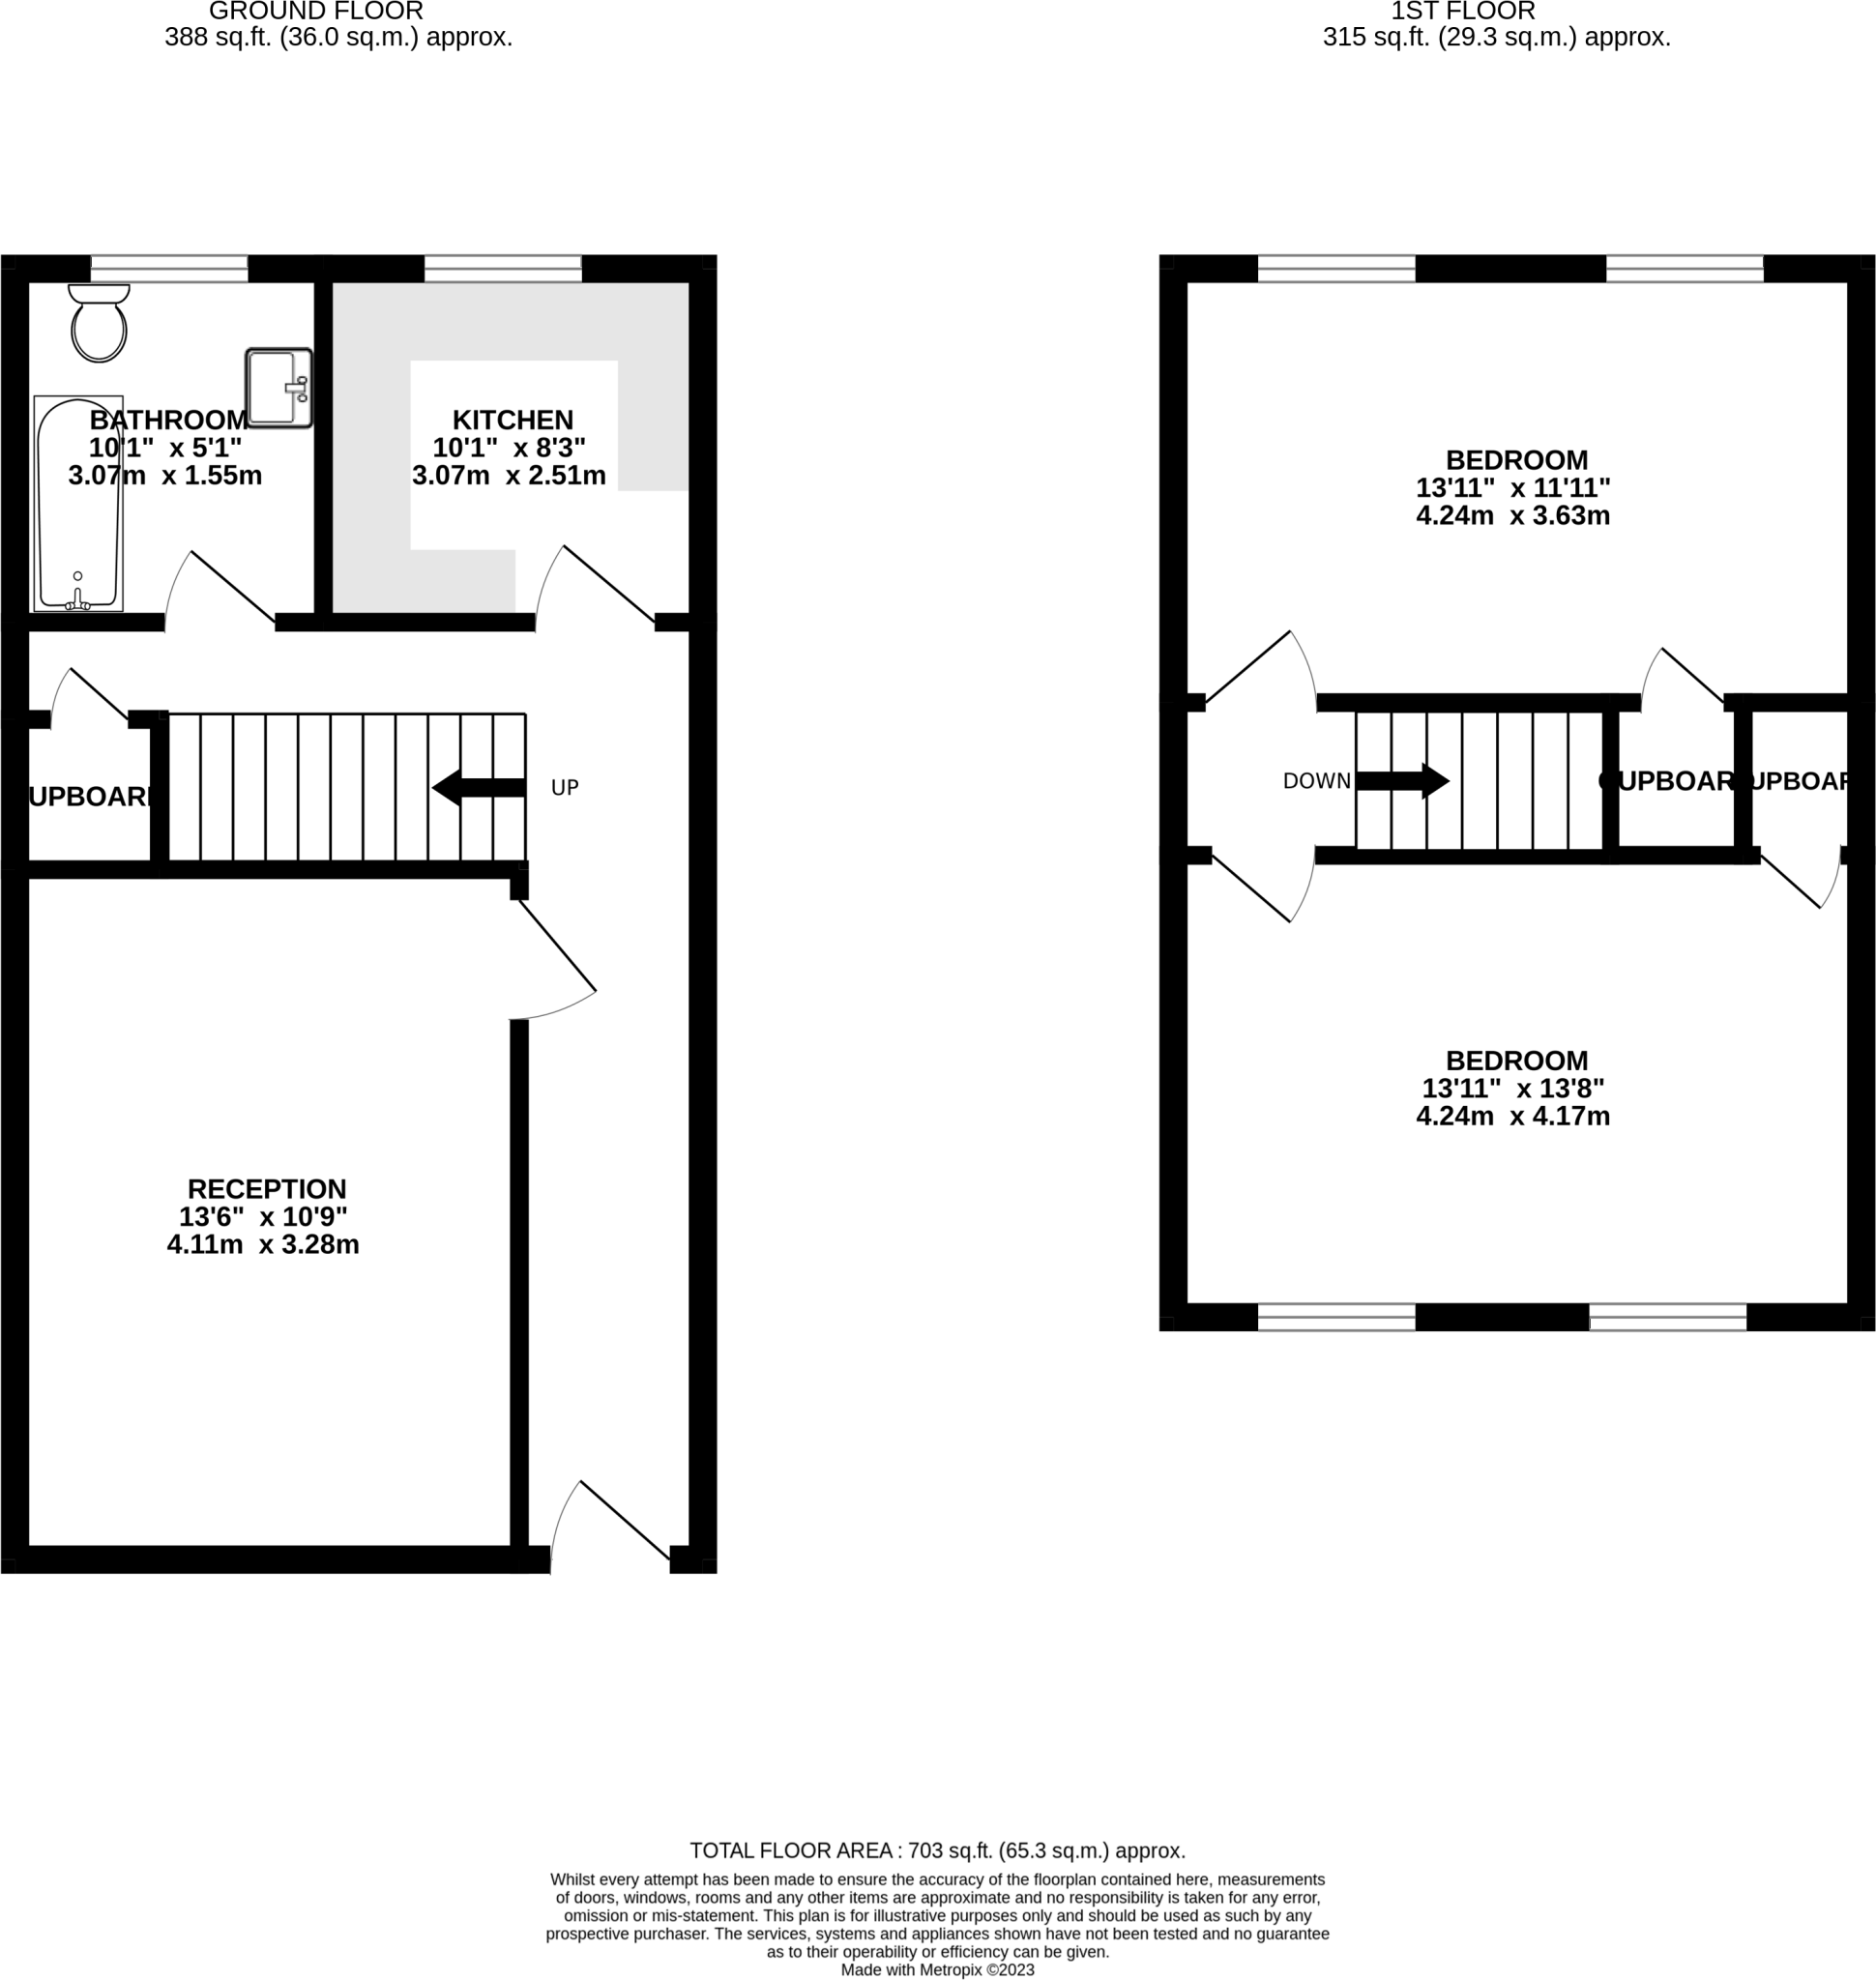 GROUND FLOOR
388 sq.ft. (36.0 sq.m.) approx.
BATHROOM
10'1" x 5'1"
3.07m x 1.55m
KITCHEN
10'1" x 8'3"
3.07m x 2.51m
UPBOARD
UP
RECEPTION
13'6" x 10'9"
4.11m x 3.28m
1ST FLOOR
315 sq.ft. (29.3 sq.m.) approx.
BEDROOM
13'11" x 11'11"
4.24m x 3.63m
DOWN
CUPBOARD
UPBOAR
BEDROOM
13'11" x 13'8"
4.24m x 4.17m
TOTAL FLOOR AREA : 703 sq.ft. (65.3 sq.m.) approx.
Whilst every attempt has been made to ensure the accuracy of the floorplan contained here, measurements
of doors, windows, rooms and any other items are approximate and no responsibility is taken for any error,
omission or mis-statement. This plan is for illustrative purposes only and should be used as such by any
prospective purchaser. The services, systems and appliances shown have not been tested and no guarantee
as to their operability or efficiency can be given.
Made with Metropix ©2023